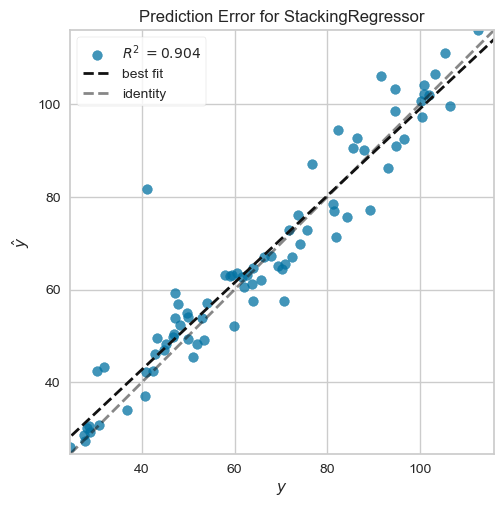 Prediction Error for StackingRegressor
R² = 0.904
best fit
identity
100
80
60
40
ŷ
40 60 80 100
y